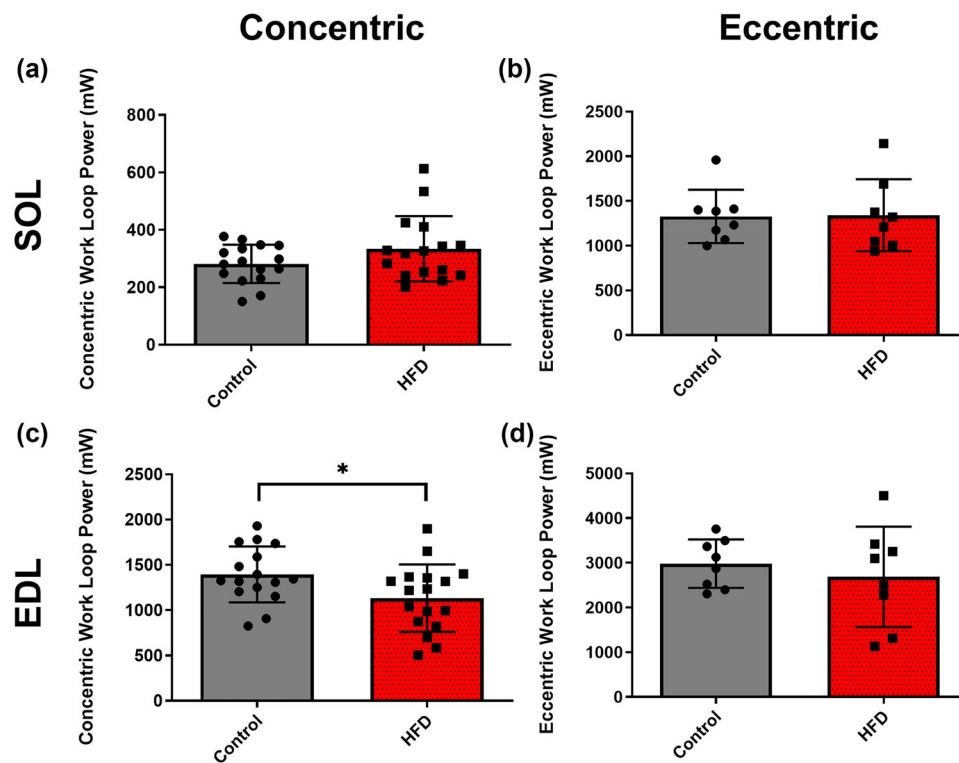 Concentric
Eccentric
SOL
EDL
(a)
Concentric Work Loop Power (mW)
800
600
400
200
0
Control
HFD
(b)
Eccentric Work Loop Power (mW)
2500
2000
1500
1000
500
0
Control
HFD
(c)
Concentric Work Loop Power (mW)
2500
2000
1500
1000
500
0
*
Control
HFD
(d)
Eccentric Work Loop Power (mW)
5000
4000
3000
2000
1000
0
Control
HFD